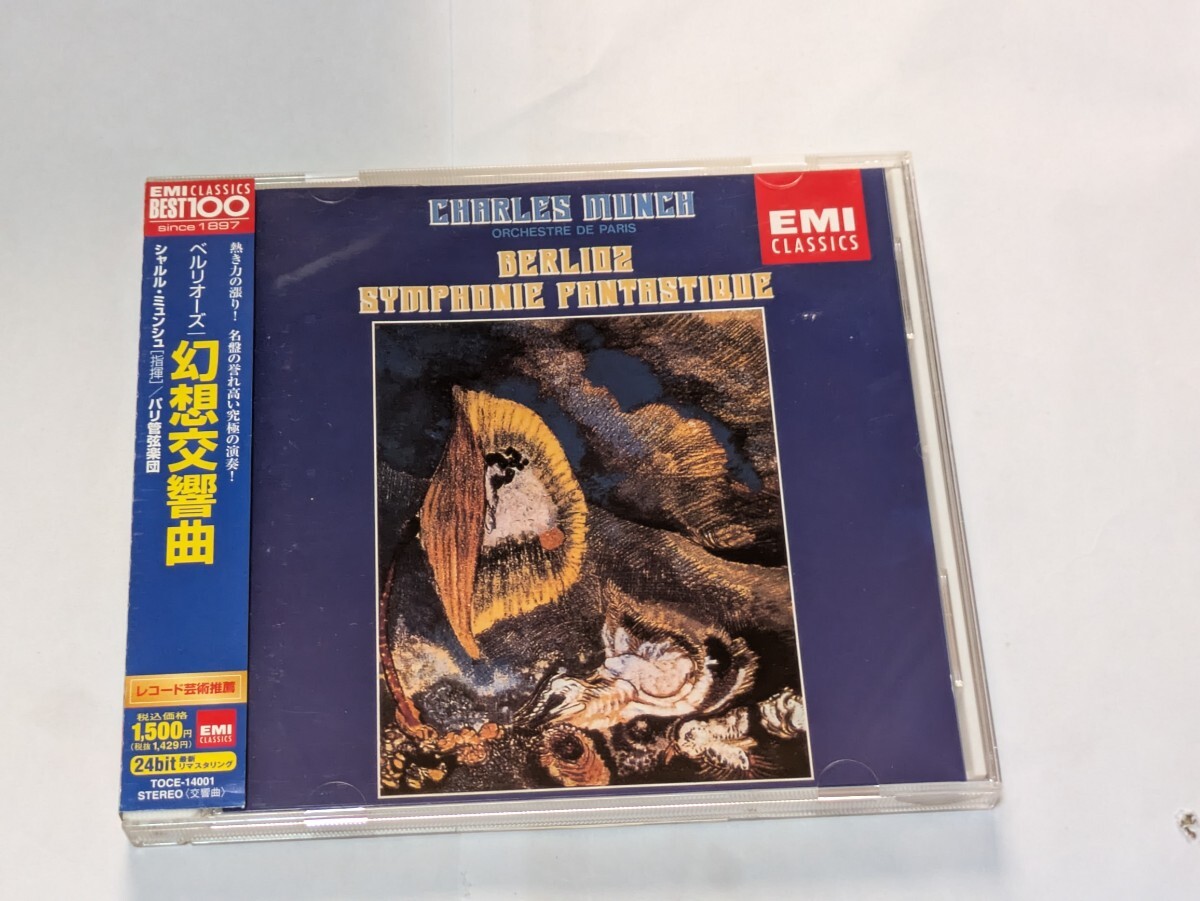 EMI CLASSICS
BEST100
since 1897
熱き力の漲り！ 名盤の誉れ高い究極の演奏！
ベルリオーズ
幻想交響曲
シャルル・ミュンシュ［指揮］／パリ管弦楽団
レコード芸術推薦
税込価格
1,500円
（税抜1,429円）
EMI
CLASSICS
24bit 最新リマスタリング
TOCE-14001
STEREO〈交響曲〉
CHARLES MUNCH
ORCHESTRE DE PARIS
BERLIOZ
SYMPHONIE FANTASTIQUE
EMI
CLASSICS